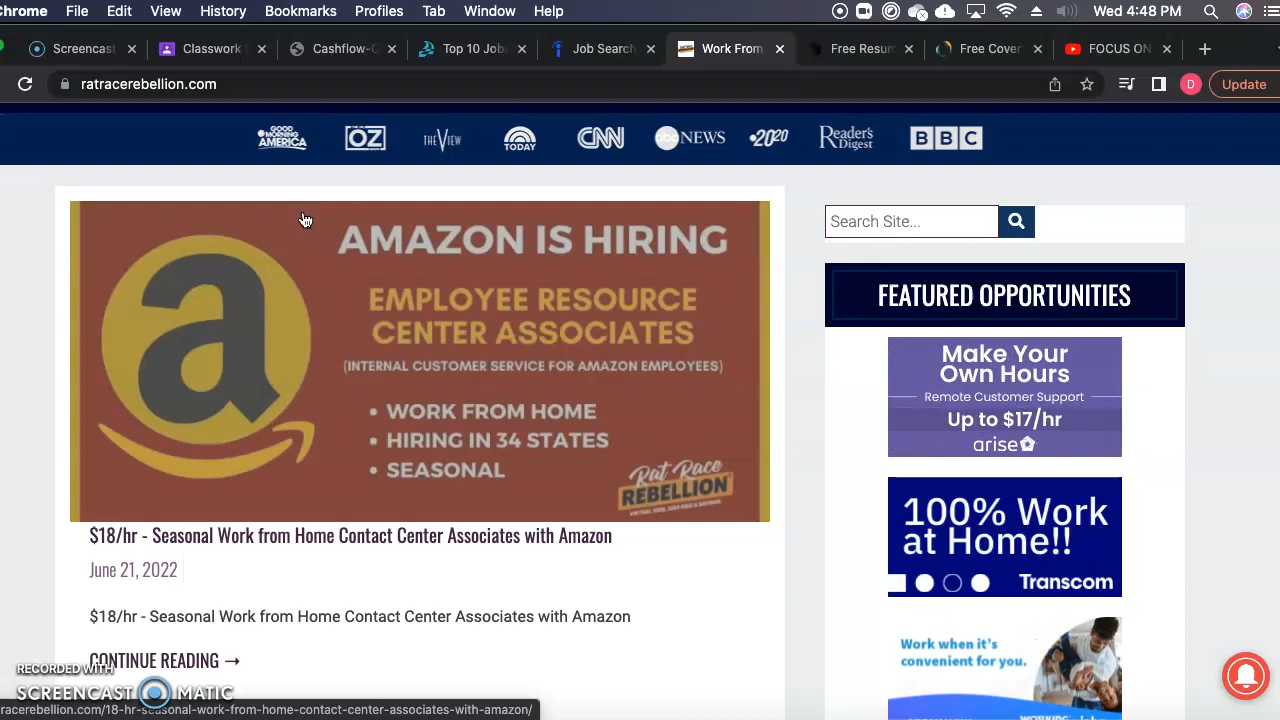 Chrome File Edit View History Bookmarks Profiles Tab Window Help Wed 4:48 PM
Screencast Classwork Cashflow-Q Top 10 Job Job Search Work From Free Resum Free Cover FOCUS ON
ratracerebellion.com D Update
GOOD MORNING AMERICA OZ THE VIEW TODAY CNN abc NEWS 20/20 Reader's Digest BBC
Search Site...
AMAZON IS HIRING
EMPLOYEE RESOURCE
CENTER ASSOCIATES
(INTERNAL CUSTOMER SERVICE FOR AMAZON EMPLOYEES)
• WORK FROM HOME
• HIRING IN 34 STATES
• SEASONAL
a
Rat Race
REBELLION
$18/hr - Seasonal Work from Home Contact Center Associates with Amazon
June 21, 2022
$18/hr - Seasonal Work from Home Contact Center Associates with Amazon
CONTINUE READING →
FEATURED OPPORTUNITIES
Make Your
Own Hours
Remote Customer Support
Up to $17/hr
arise
100% Work
at Home!!
Transcom
Work when it's
convenient for you.
RECORDED WITH
SCREENCAST MATIC
racerebellion.com/18-hr-seasonal-work-from-home-contact-center-associates-with-amazon/